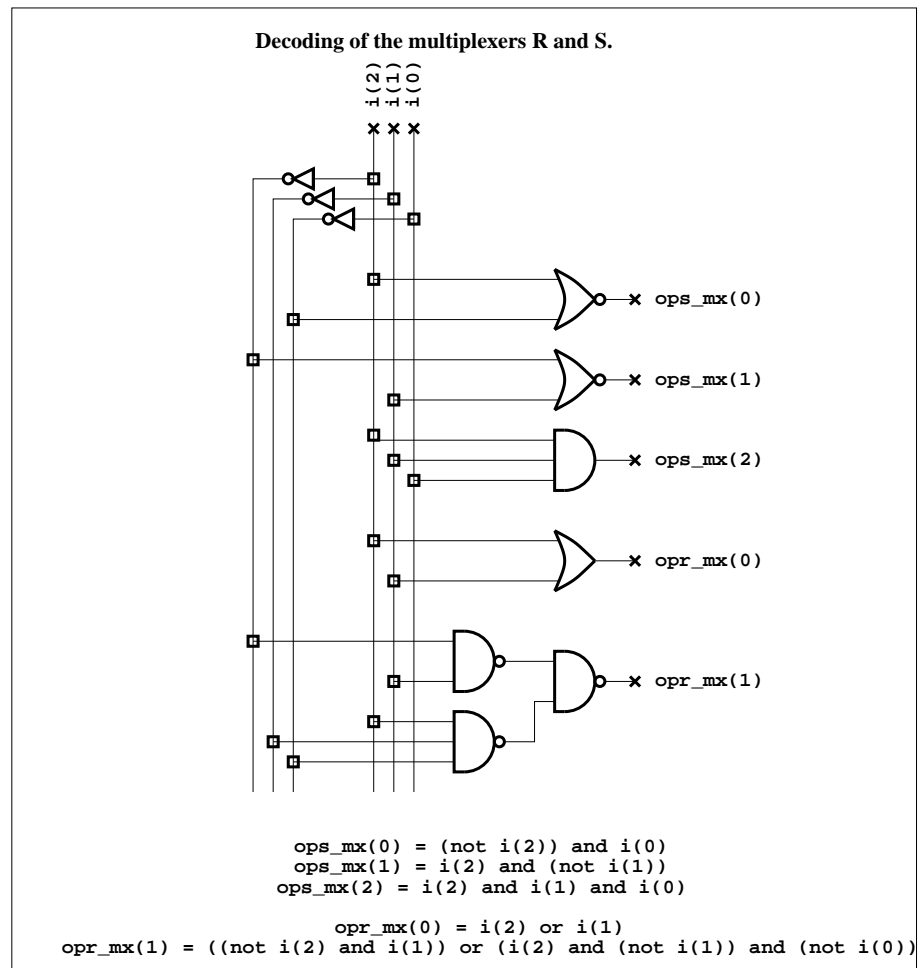 Decoding of the multiplexers R and S.
i(2) i(1) i(0)
ops_mx(0)
ops_mx(1)
ops_mx(2)
opr_mx(0)
opr_mx(1)
ops_mx(0) = (not i(2)) and i(0)
ops_mx(1) = i(2) and (not i(1))
ops_mx(2) = i(2) and i(1) and i(0)
opr_mx(0) = i(2) or i(1)
opr_mx(1) = ((not i(2) and i(1)) or (i(2) and (not i(1)) and (not i(0))